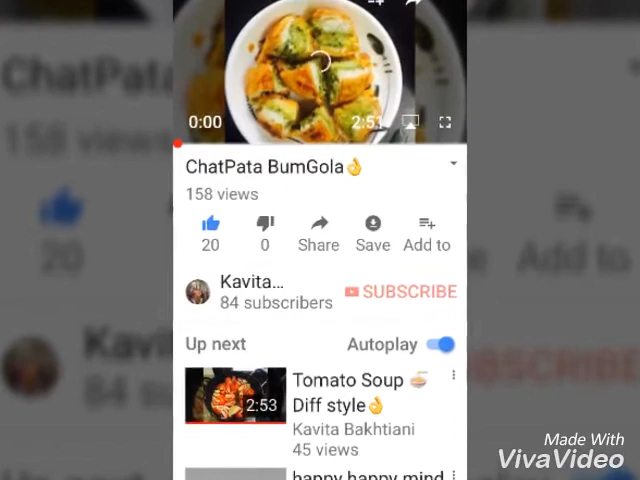 0:00
2:53
ChatPata BumGola👌
158 views
20
0
Share
Save
Add to
Kavita...
84 subscribers
SUBSCRIBE
Up next
Autoplay
2:53
Tomato Soup 🍜
Diff style👌
Kavita Bakhtiani
45 views
happy happy mind
Made With
VivaVideo